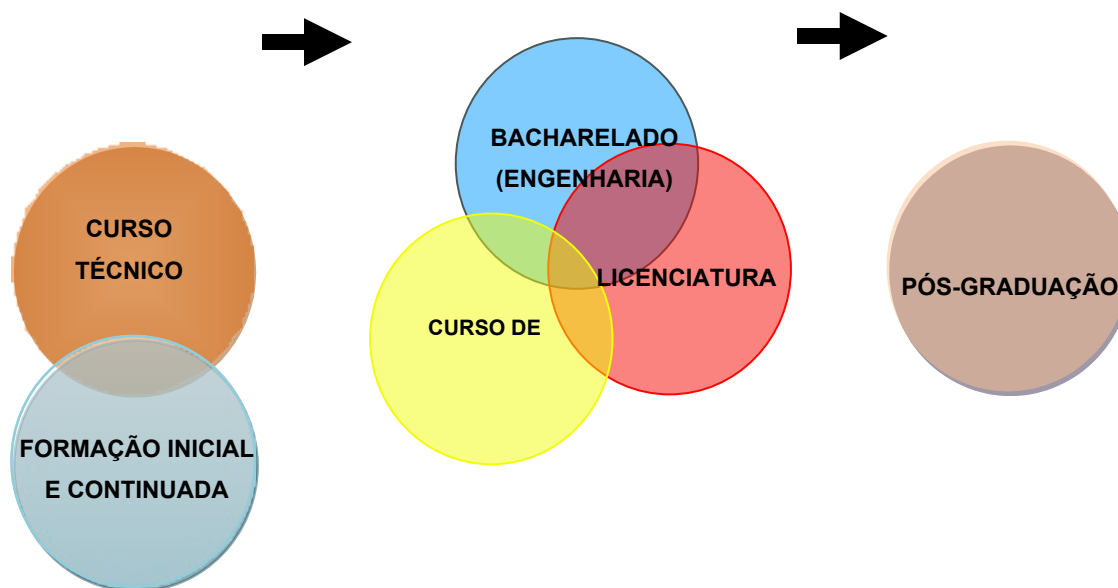 CURSO
TÉCNICO
FORMAÇÃO INICIAL
E CONTINUADA
BACHARELADO
(ENGENHARIA)
LICENCIATURA
CURSO DE
PÓS-GRADUAÇÃO